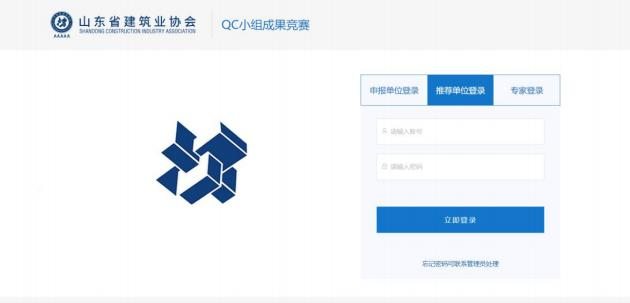 山东省建筑业协会
SHANDONG CONSTRUCTION INDUSTRY ASSOCIATION
AAAAA
QC小组成果竞赛
申报单位登录
推荐单位登录
专家登录
请输入账号
请输入密码
立即登录
忘记密码可联系管理员处理